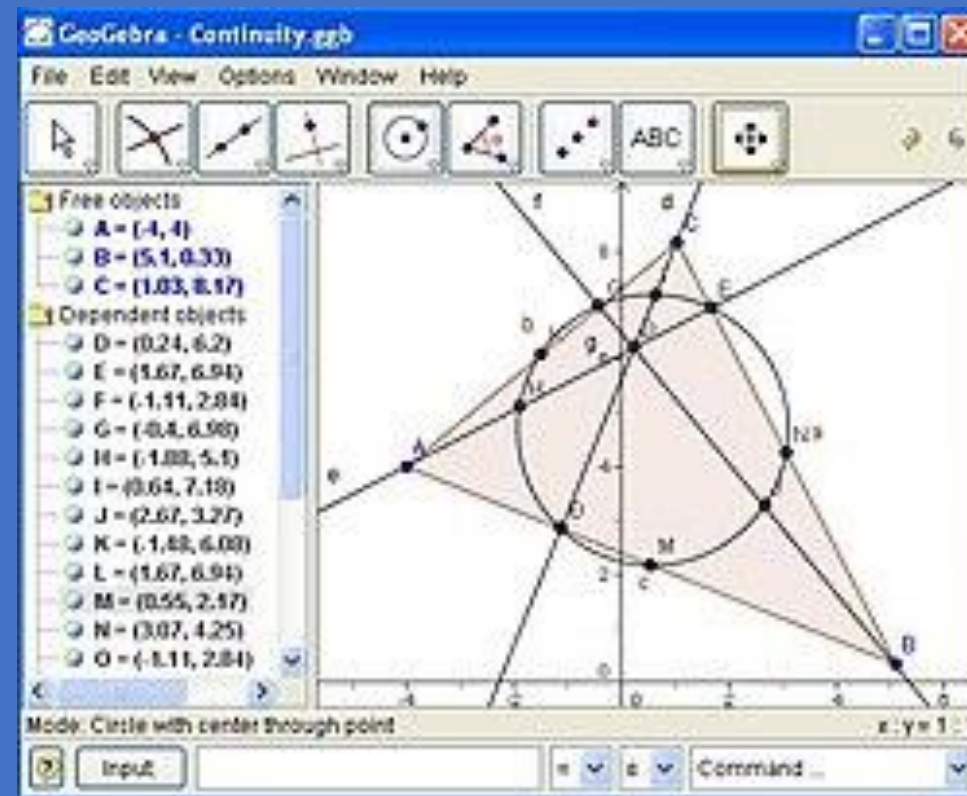 GeoGebra - Continuity.ggb
File Edit View Options Window Help
ABC
Free objects
A = (-4, 4)
B = (5.1, 0.33)
C = (1.03, 8.17)
Dependent objects
D = (0.24, 6.2)
E = (1.67, 6.94)
F = (-1.11, 2.84)
G = (-0.4, 6.98)
H = (-1.88, 5.1)
I = (0.64, 7.18)
J = (2.67, 3.27)
K = (-1.48, 6.08)
L = (1.67, 6.94)
M = (0.55, 2.17)
N = (3.07, 4.25)
O = (-1.11, 2.84)
f d
C
b
g
A
e
O
M
c
B
Mode: Circle with center through point
x : y = 1 :
Input
Command ...